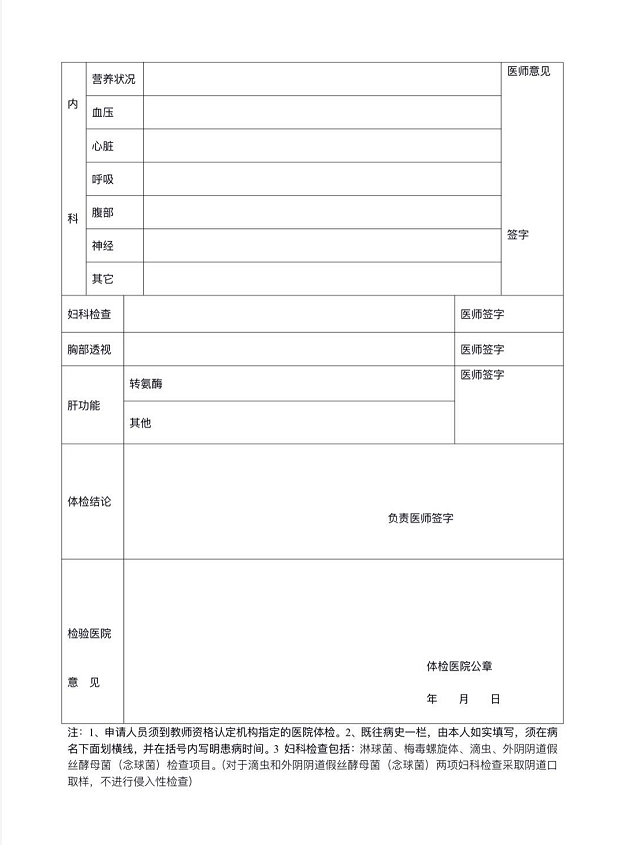 营养状况
医师意见
内
血压
心脏
呼吸
腹部
科
签字
神经
其它
妇科检查
医师签字
胸部透视
医师签字
医师签字
转氨酶
肝功能
其他
体检结论
负责医师签字
检验医院
体检医院公章
意 见
年 月 日
注：1、申请人员须到教师资格认定机构指定的医院体检。2、既往病史一栏，由本人如实填写，须在病
名下面划横线，并在括号内写明患病时间。3 妇科检查包括：淋球菌、梅毒螺旋体、滴虫、外阴阴道假
丝酵母菌（念球菌）检查项目。（对于滴虫和外阴阴道假丝酵母菌（念球菌）两项妇科检查采取阴道口
取样，不进行侵入性检查）